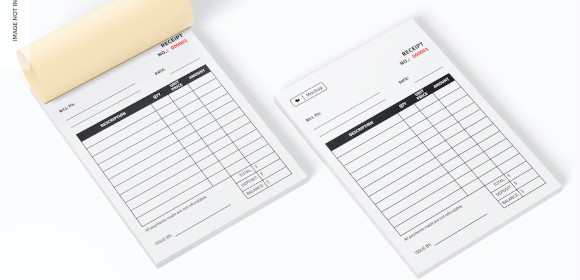 IMAGE NOT IN
RECEIPT
NO.: 000001
DATE:
BILL TO:
DESCRIPTION QTY UNIT PRICE AMOUNT
TOTAL $
DEPOSIT $
BALANCE $
All payments made are not refundable.
ISSUE BY:
Mockup
RECEIPT
NO.: 000001
DATE:
BILL TO:
DESCRIPTION QTY UNIT PRICE AMOUNT
TOTAL $
DEPOSIT $
BALANCE $
All payments made are not refundable.
ISSUE BY: